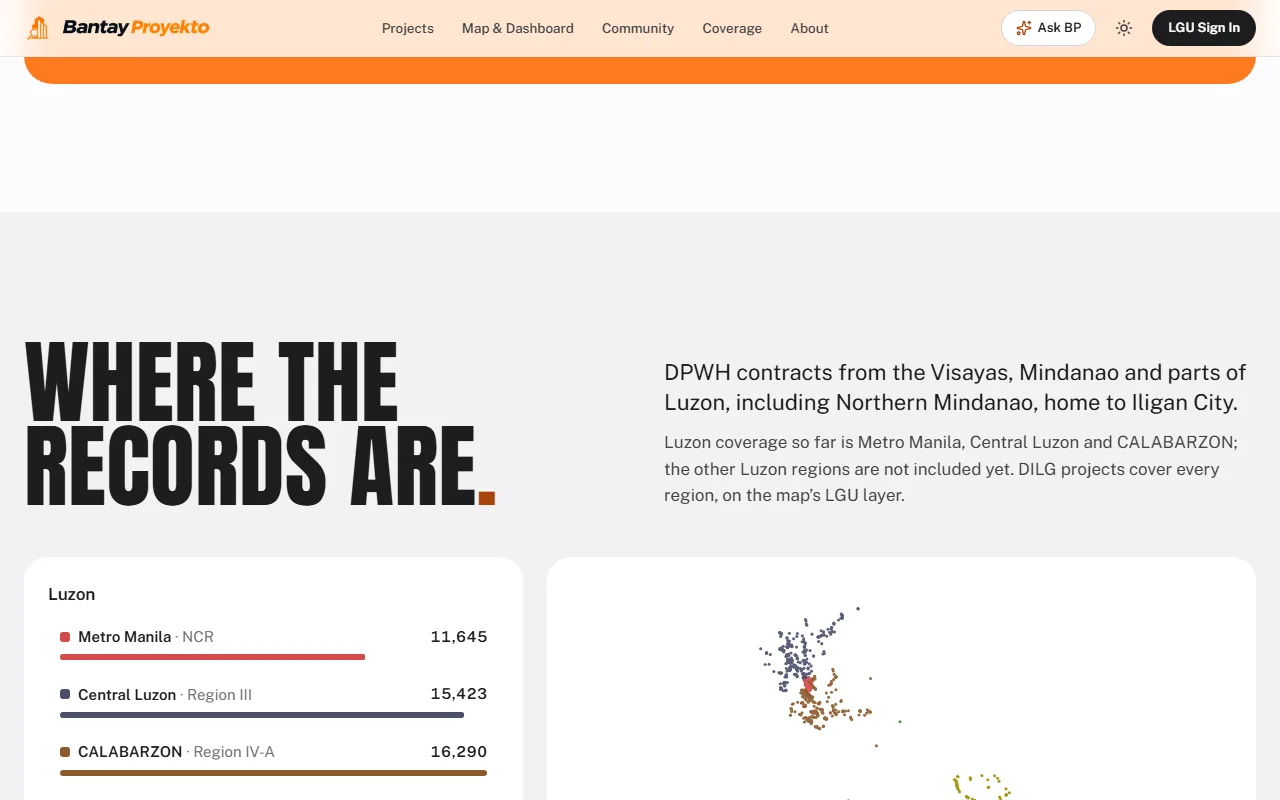 Bantay Proyekto
Projects
Map & Dashboard
Community
Coverage
About
Ask BP
LGU Sign In
WHERE THE
RECORDS ARE.
DPWH contracts from the Visayas, Mindanao and parts of
Luzon, including Northern Mindanao, home to Iligan City.
Luzon coverage so far is Metro Manila, Central Luzon and CALABARZON;
the other Luzon regions are not included yet. DILG projects cover every
region, on the map’s LGU layer.
Luzon
Metro Manila · NCR 11,645
Central Luzon · Region III 15,423
CALABARZON · Region IV-A 16,290